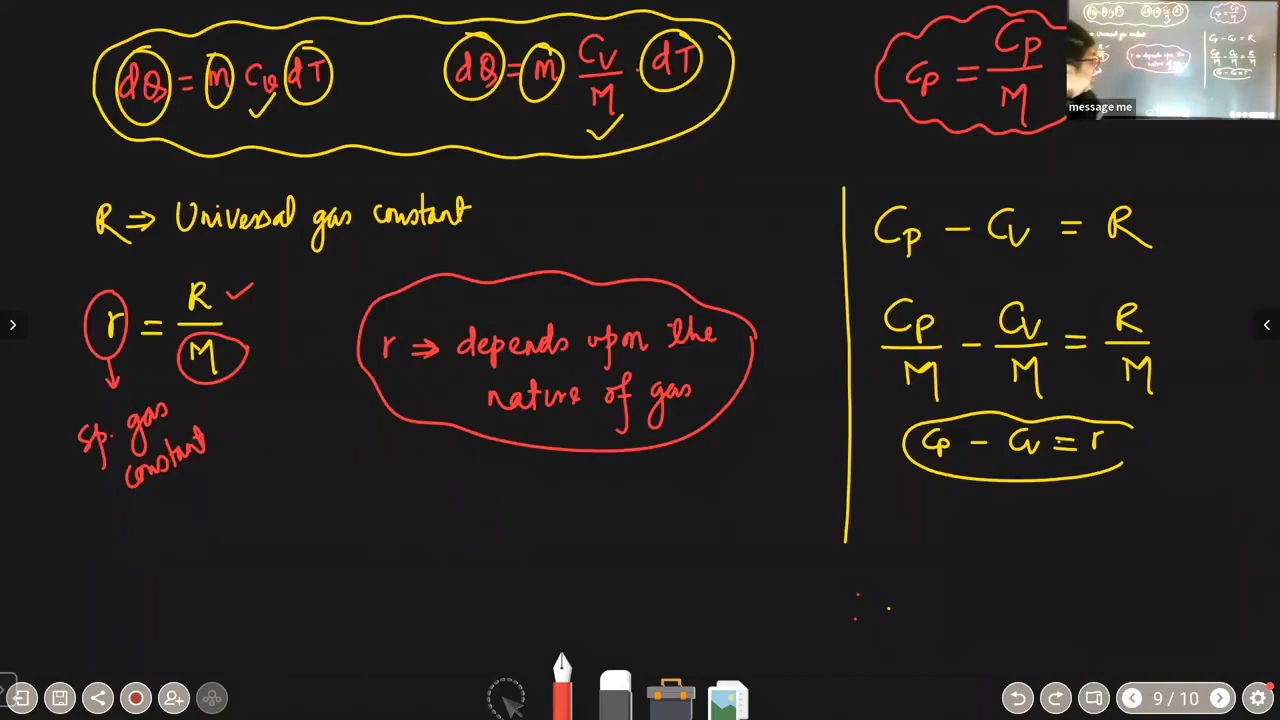 dQ = m cv dT
dQ = m Cv/M . dT
cp = Cp/M
message me
R ⇒ Universal gas constant
r = R/M
sp. gas
constant
r ⇒ depends upon the
nature of gas
Cp - Cv = R
Cp/M - Cv/M = R/M
cp - cv = r
9 / 10